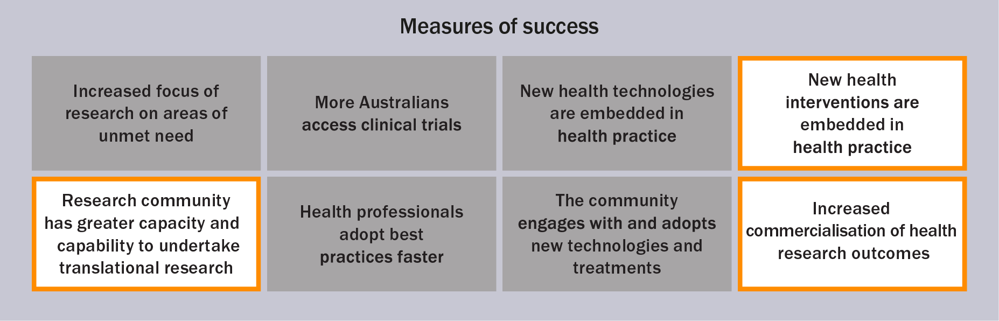 Measures of success
Increased focus of
research on areas of
unmet need
More Australians
access clinical trials
New health technologies
are embedded in
health practice
New health
interventions are
embedded in
health practice
Research community
has greater capacity and
capability to undertake
translational research
Health professionals
adopt best
practices faster
The community
engages with and adopts
new technologies and
treatments
Increased
commercialisation of health
research outcomes